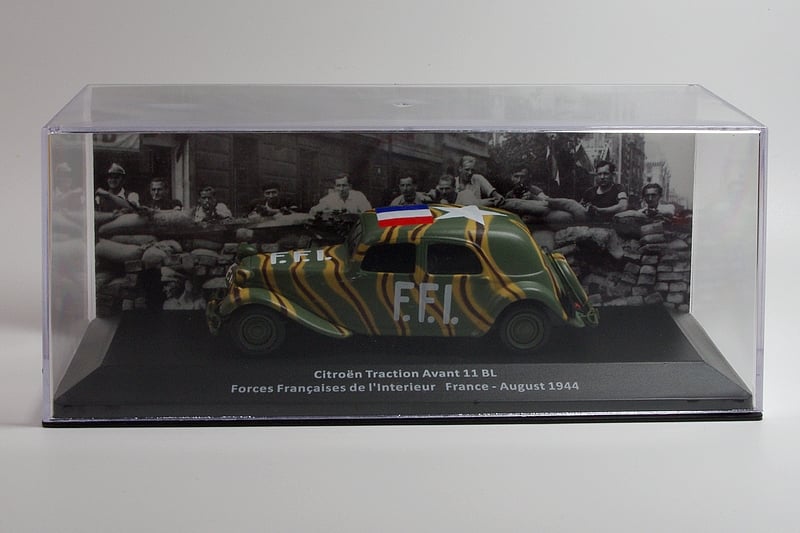 F.F.I.
F.F.I.
Citroën Traction Avant 11 BL
Forces Françaises de l'Interieur France - August 1944